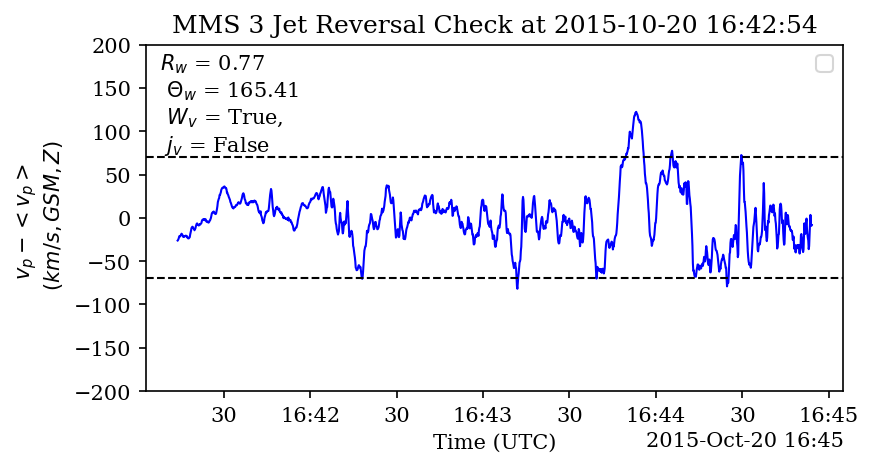 MMS 3 Jet Reversal Check at 2015-10-20 16:42:54
R_w = 0.77
Θ_w = 165.41
W_v = True,
j_v = False
v_p − < v_p >
(km/s, GSM, Z)
200
150
100
50
0
−50
−100
−150
−200
30 16:42 30 16:43 30 16:44 30 16:45
Time (UTC)
2015-Oct-20 16:45